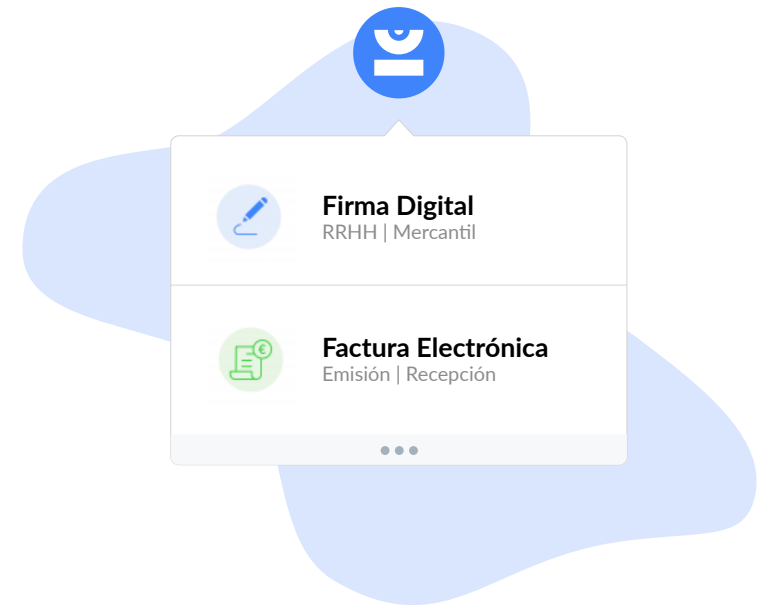 Firma Digital
RRHH | Mercantil
Factura Electrónica
Emisión | Recepción